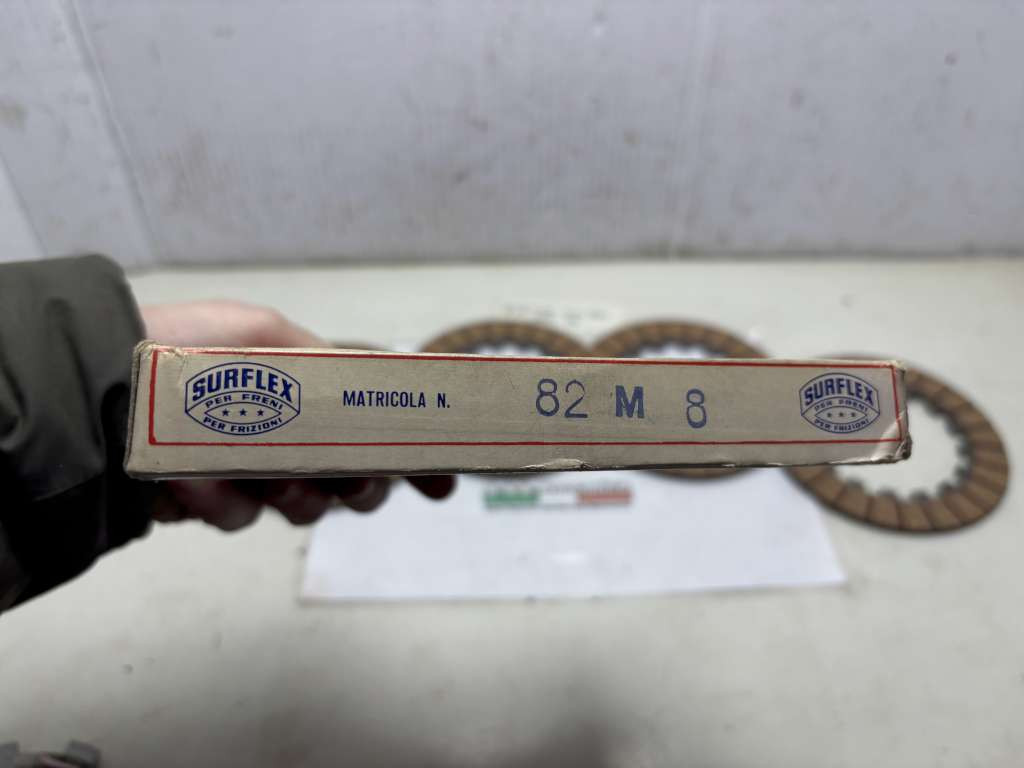 SURFLEX
PER FRENI
PER FRIZIONI
MATRICOLA N. 82 M 8
SURFLEX
PER FRENI
PER FRIZIONI